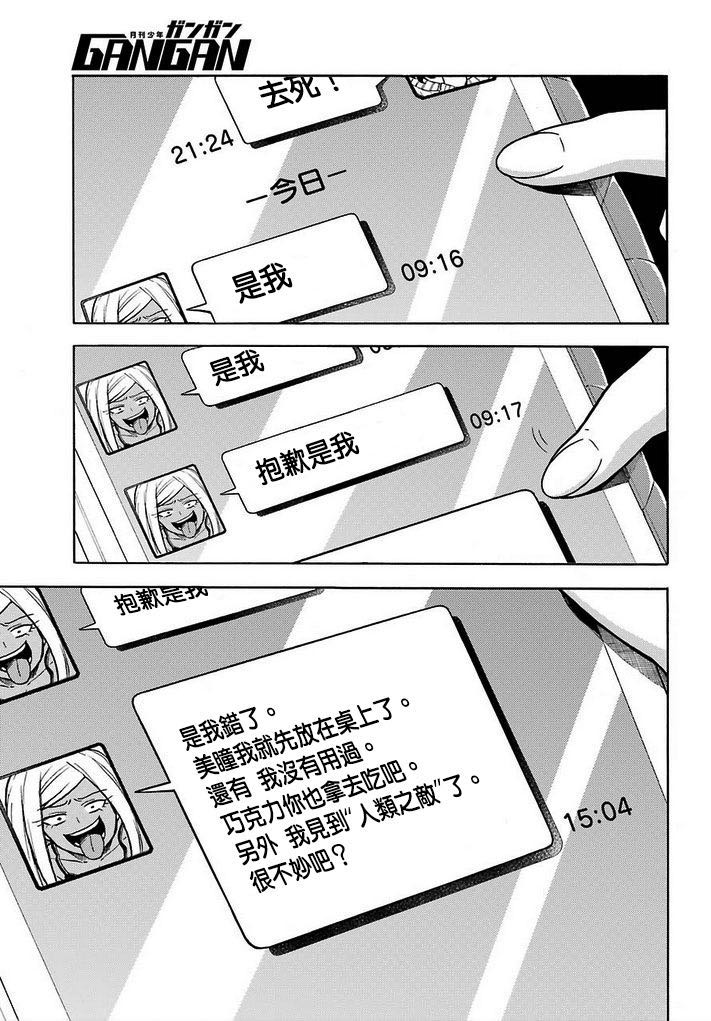 月刊少年ガンガン
GANGAN
去死！
21:24
－今日－
是我
09:16
是我
抱歉是我
09:17
抱歉是我
是我錯了。
美瞳我就先放在桌上了。
還有 我沒有用過。
巧克力你也拿去吃吧。
另外 我見到“人類之敵”了。
很不妙吧？
15:04